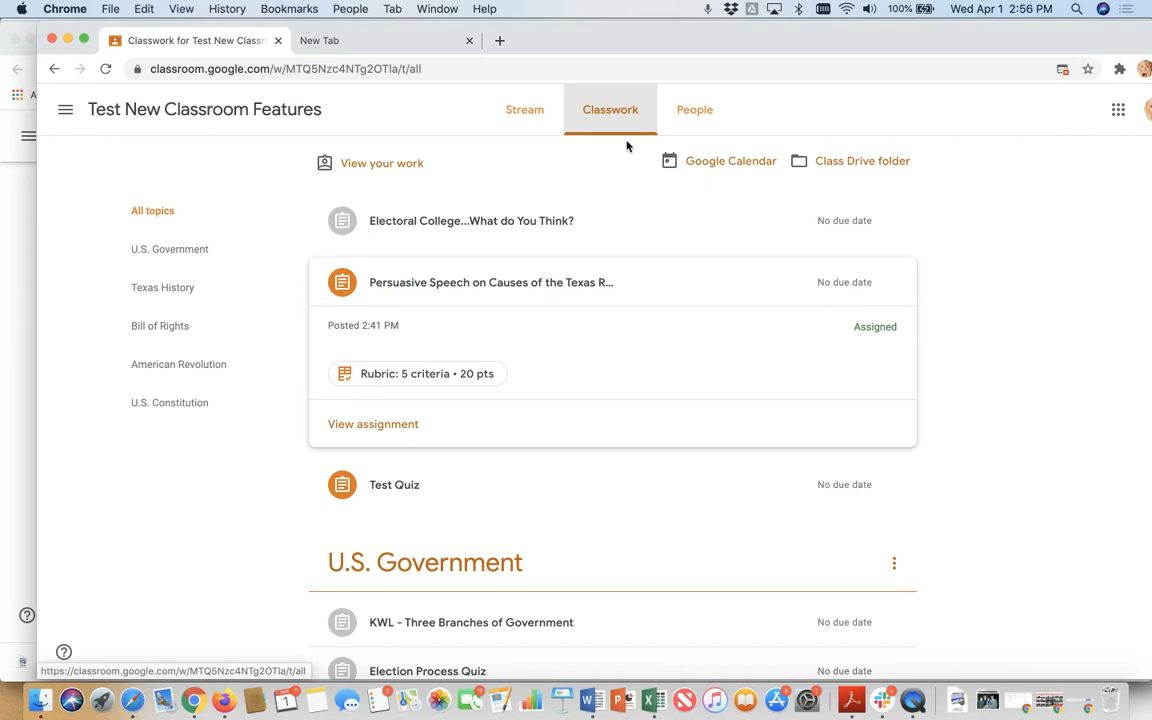 Chrome File Edit View History Bookmarks People Tab Window Help 100% Wed Apr 1 2:56 PM
Classwork for Test New Classr New Tab
classroom.google.com/w/MTQ5Nzc4NTg2OTIa/t/all
A
Test New Classroom Features Stream Classwork People
View your work Google Calendar Class Drive folder
All topics
U.S. Government
Texas History
Bill of Rights
American Revolution
U.S. Constitution
Electoral College...What do You Think? No due date
Persuasive Speech on Causes of the Texas R... No due date
Posted 2:41 PM Assigned
Rubric: 5 criteria • 20 pts
View assignment
Test Quiz No due date
U.S. Government
KWL - Three Branches of Government No due date
Election Process Quiz No due date
https://classroom.google.com/w/MTQ5Nzc4NTg2OTIa/t/all